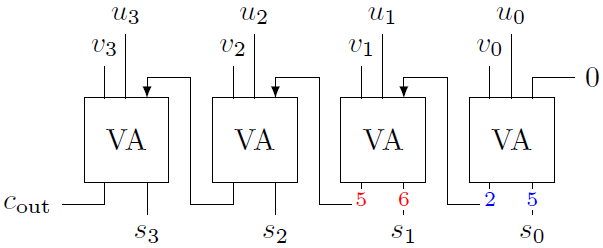 u3 u2 u1 u0
v3 v2 v1 v0
0
VA VA VA VA
5 6 2 5
cout
s3 s2 s1 s0